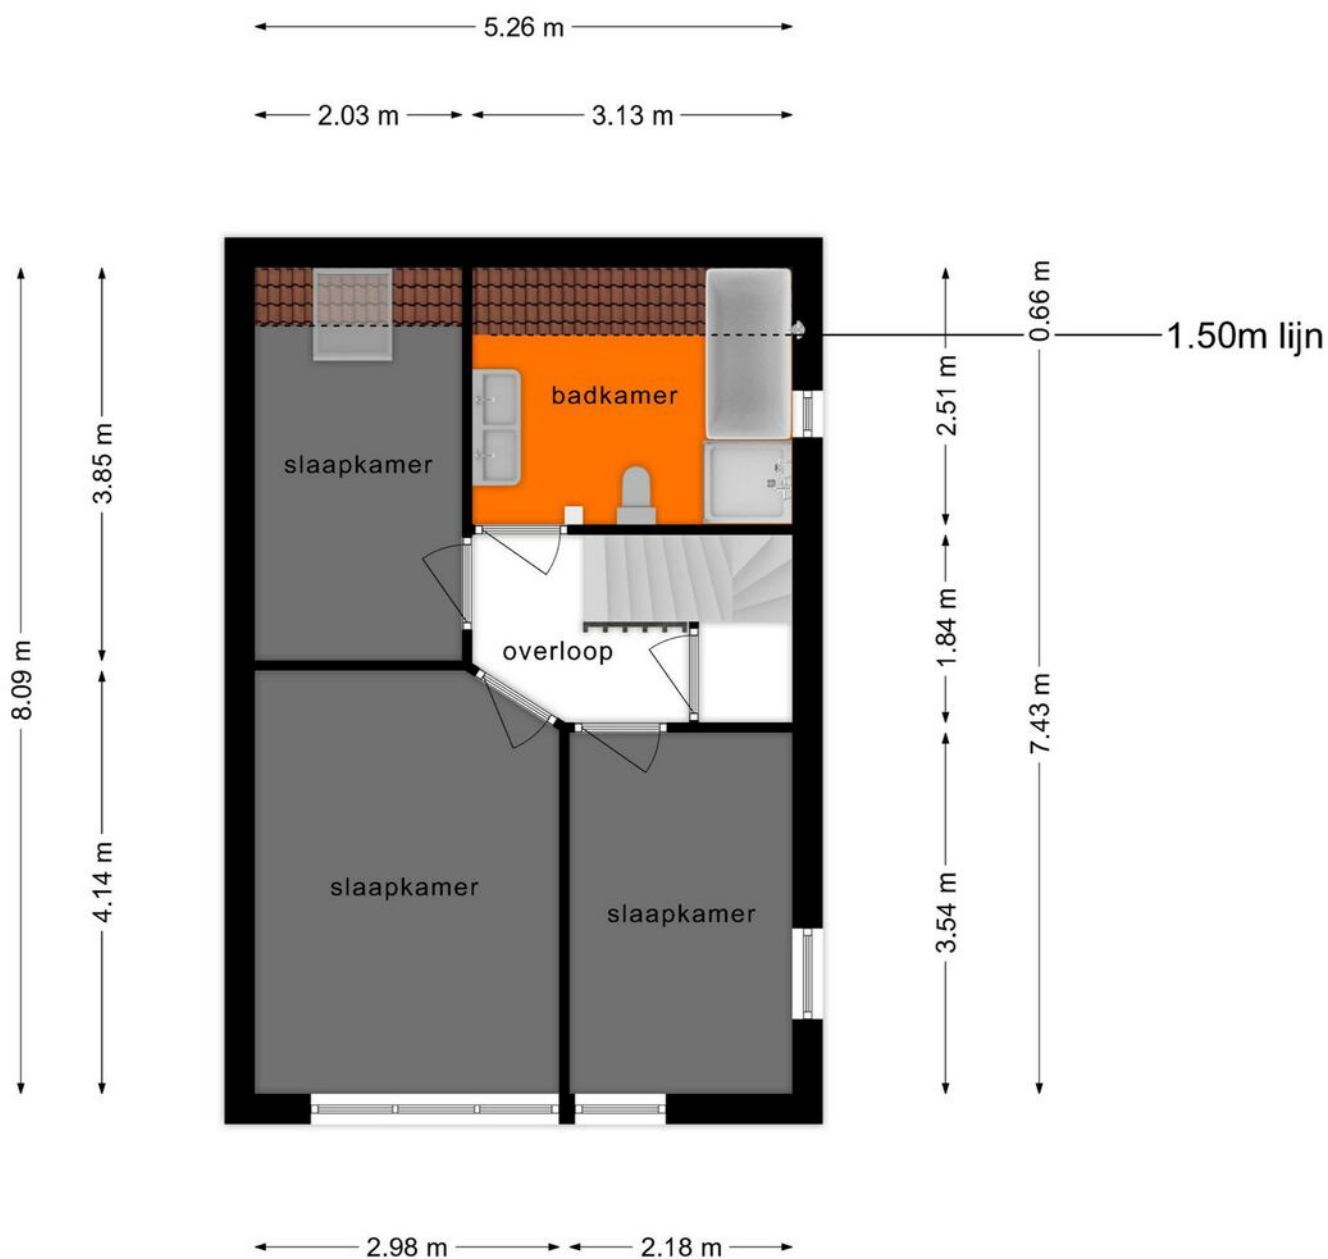 5.26 m
2.03 m
3.13 m
0.66 m
1.50m lijn
badkamer
2.51 m
slaapkamer
3.85 m
1.84 m
overloop
8.09 m
7.43 m
4.14 m
slaapkamer
slaapkamer
3.54 m
2.98 m
2.18 m